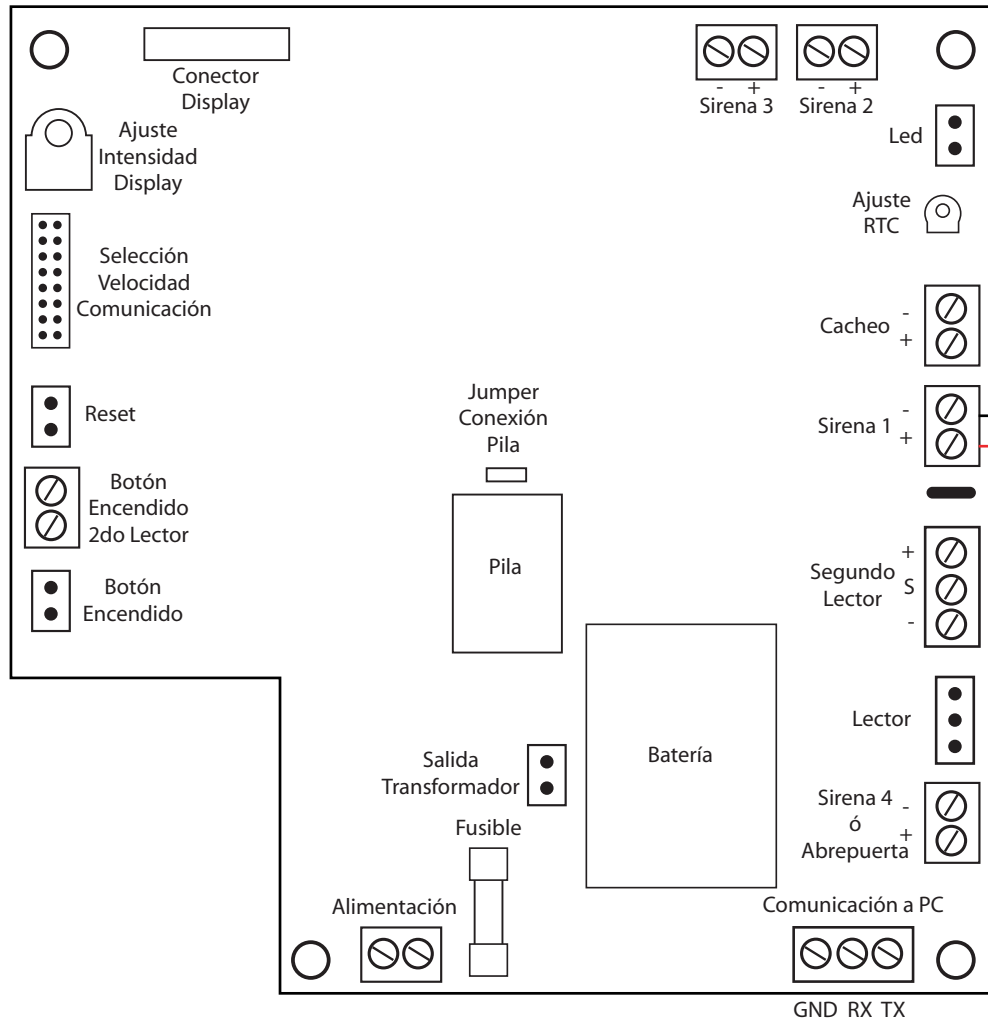 Conector
Display
- +
Sirena 3
- +
Sirena 2
Led
Ajuste
Intensidad
Display
Ajuste
RTC
Selección
Velocidad
Comunicación
Cacheo
-
+
Reset
Jumper
Conexión
Pila
Sirena 1
-
+
Botón
Encendido
2do Lector
Pila
+
Segundo
S
Lector
-
Botón
Encendido
Lector
Salida
Transformador
Batería
Sirena 4
ó
Abrepuerta
-
+
Fusible
Alimentación
Comunicación a PC
GND RX TX